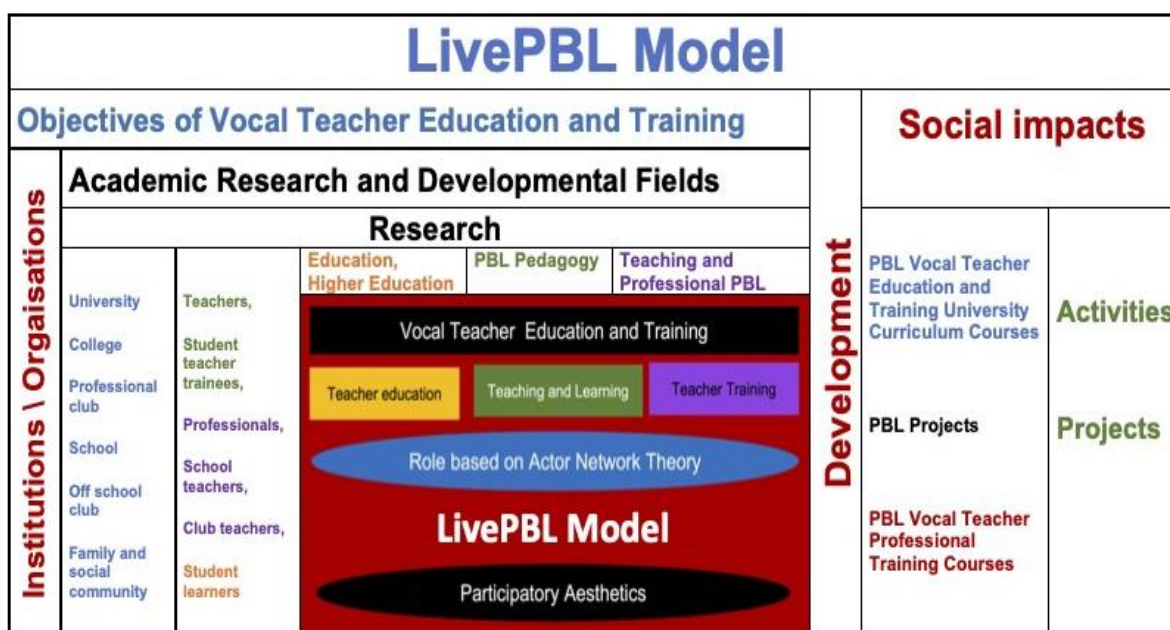 LivePBL Model
Objectives of Vocal Teacher Education and Training
Social impacts
Academic Research and Developmental Fields
Research
Institutions \ Orgaisations
University
College
Professional
club
School
Off school
club
Family and
social
community
Teachers,
Student
teacher
trainees,
Professionals,
School
teachers,
Club teachers,
Student
learners
Education,
Higher Education
PBL Pedagogy
Teaching and
Professional PBL
Vocal Teacher Education and Training
Teacher education
Teaching and Learning
Teacher Training
Role based on Actor Network Theory
LivePBL Model
Participatory Aesthetics
Development
PBL Vocal Teacher
Education and
Training University
Curriculum Courses
PBL Projects
PBL Vocal Teacher
Professional
Training Courses
Activities
Projects